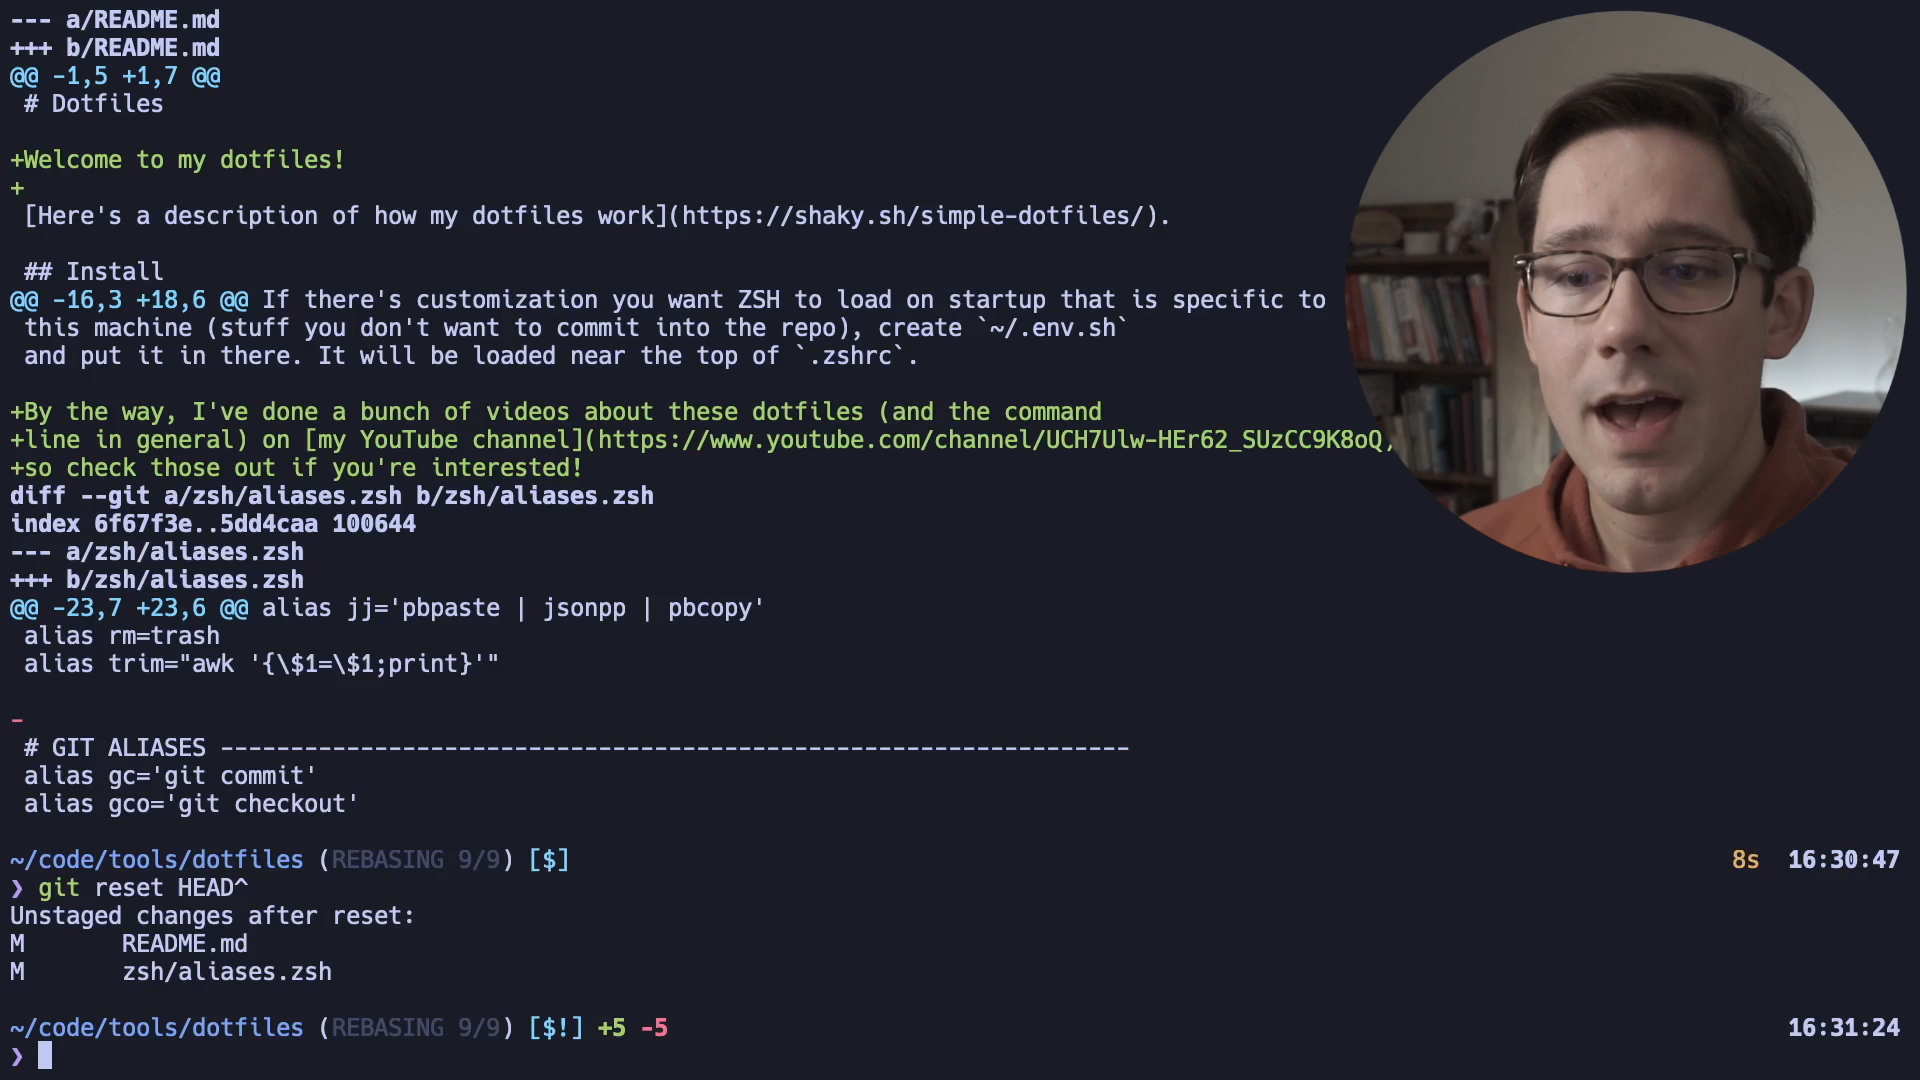 --- a/README.md
+++ b/README.md
@@ -1,5 +1,7 @@
# Dotfiles
+Welcome to my dotfiles!
+
[Here's a description of how my dotfiles work](https://shaky.sh/simple-dotfiles/).
## Install
@@ -16,3 +18,6 @@ If there's customization you want ZSH to load on startup that is specific to
this machine (stuff you don't want to commit into the repo), create `~/.env.sh`
and put it in there. It will be loaded near the top of `.zshrc`.
+By the way, I've done a bunch of videos about these dotfiles (and the command
+line in general) on [my YouTube channel](https://www.youtube.com/channel/UCH7Ulw-HEr62_SUzCC9K8oQ)
+so check those out if you're interested!
diff --git a/zsh/aliases.zsh b/zsh/aliases.zsh
index 6f67f3e..5dd4caa 100644
--- a/zsh/aliases.zsh
+++ b/zsh/aliases.zsh
@@ -23,7 +23,6 @@ alias jj='pbpaste | jsonpp | pbcopy'
alias rm=trash
alias trim="awk '{\$1=\$1;print}'"
-
# GIT ALIASES -----------------------------------------------------------------
alias gc='git commit'
alias gco='git checkout'
~/code/tools/dotfiles (REBASING 9/9) [$] 8s 16:30:47
❯ git reset HEAD^
Unstaged changes after reset:
M README.md
M zsh/aliases.zsh
~/code/tools/dotfiles (REBASING 9/9) [$!] +5 -5 16:31:24
❯